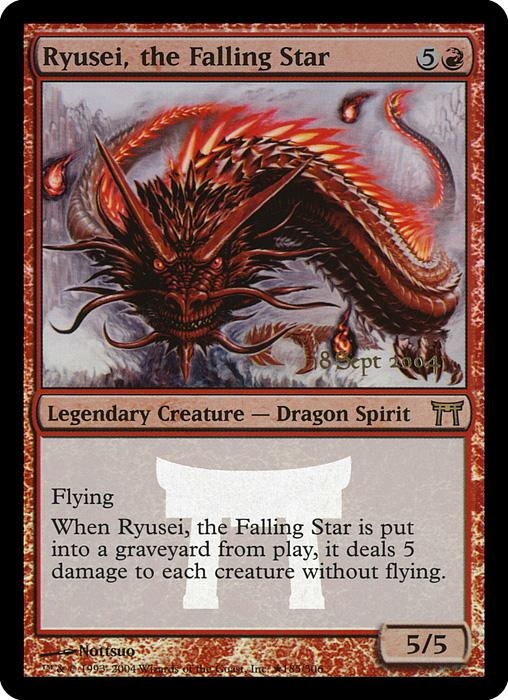 Ryusei, the Falling Star 5
18 Sept 2004
Legendary Creature — Dragon Spirit
Flying
When Ryusei, the Falling Star is put
into a graveyard from play, it deals 5
damage to each creature without flying.
5/5
Nottsuo
™ & © 1993–2004 Wizards of the Coast, Inc. ★185/306